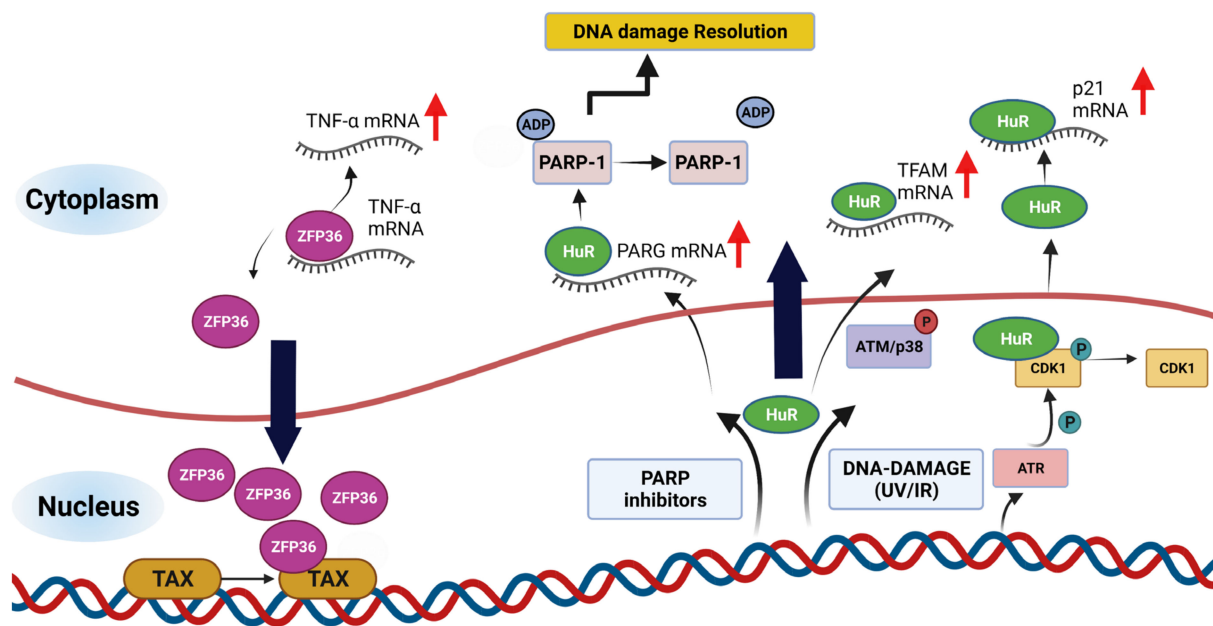 DNA damage Resolution
TNF-α mRNA
ADP
ADP
PARP-1
PARP-1
p21
mRNA
HuR
Cytoplasm
ZFP36
TNF-α
mRNA
HuR
PARG mRNA
HuR
TFAM
mRNA
HuR
ZFP36
ATM/p38
P
HuR
CDK1
P
CDK1
HuR
P
ATR
PARP
inhibitors
DNA-DAMAGE
(UV/IR)
Nucleus
ZFP36
ZFP36
ZFP36
ZFP36
TAX
TAX